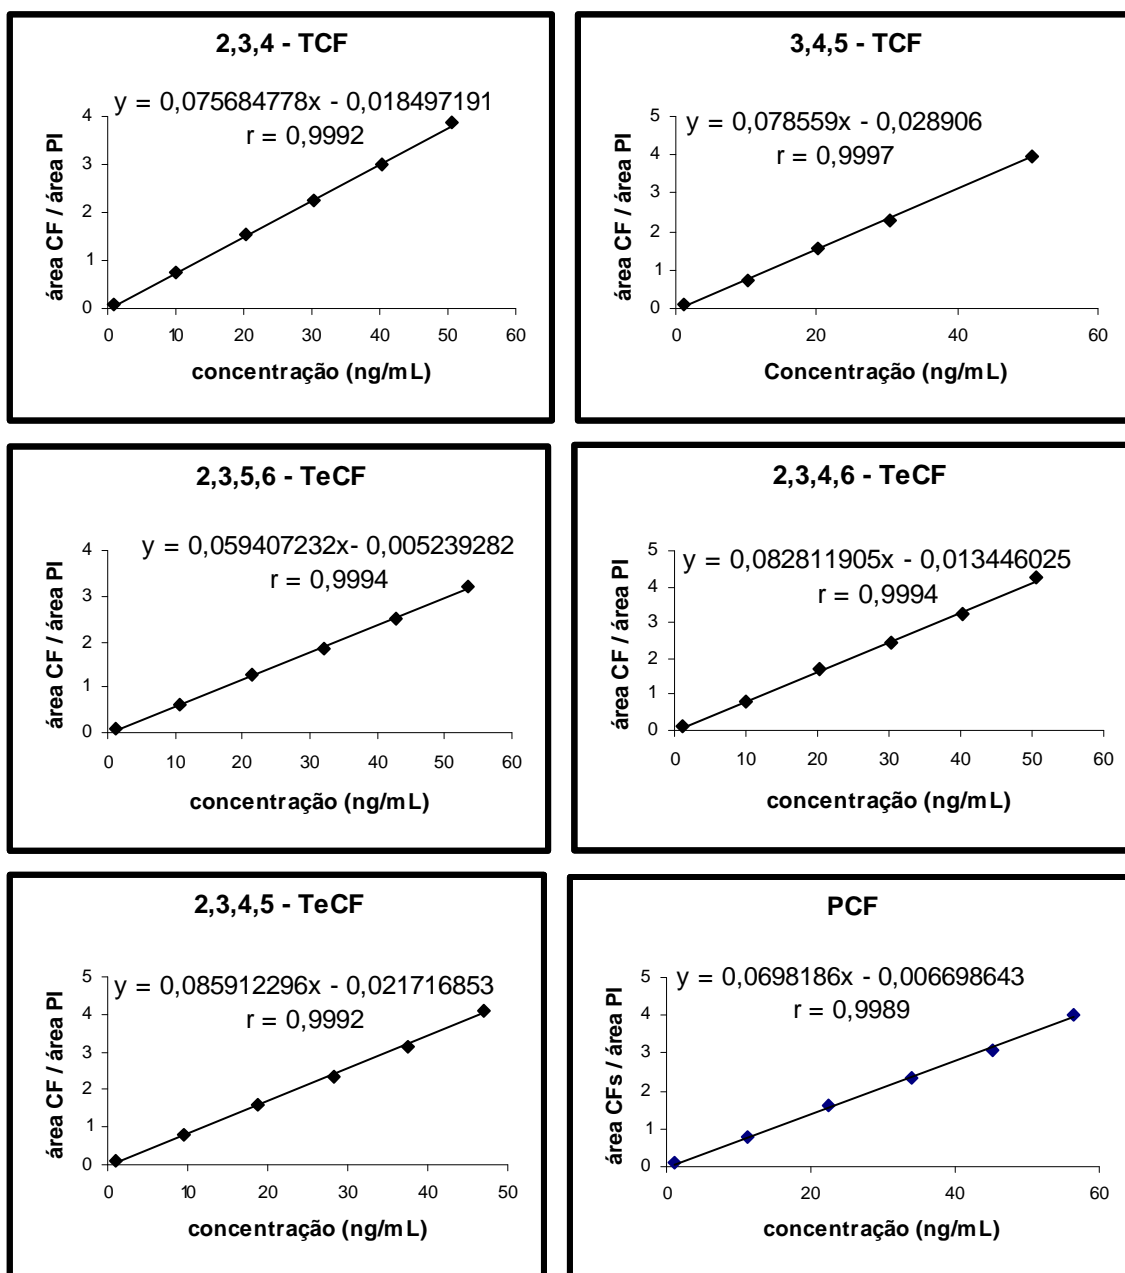 2,3,4 - TCF
y = 0,075684778x - 0,018497191
r = 0,9992
área CF / área PI
4
3
2
1
0
0 10 20 30 40 50 60
concentração (ng/mL)
3,4,5 - TCF
y = 0,078559x - 0,028906
r = 0,9997
área CF / área PI
5
4
3
2
1
0
0 20 40 60
Concentração (ng/mL)
2,3,5,6 - TeCF
y = 0,059407232x- 0,005239282
r = 0,9994
área CF / área PI
4
3
2
1
0
0 10 20 30 40 50 60
concentração (ng/mL)
2,3,4,6 - TeCF
y = 0,082811905x - 0,013446025
r = 0,9994
área CF / área PI
5
4
3
2
1
0
0 10 20 30 40 50 60
concentração (ng/mL)
2,3,4,5 - TeCF
y = 0,085912296x - 0,021716853
r = 0,9992
área CF / área PI
5
4
3
2
1
0
0 10 20 30 40 50
concentração (ng/mL)
PCF
y = 0,0698186x - 0,006698643
r = 0,9989
área CFs / área PI
5
4
3
2
1
0
0 20 40 60
concentração (ng/mL)